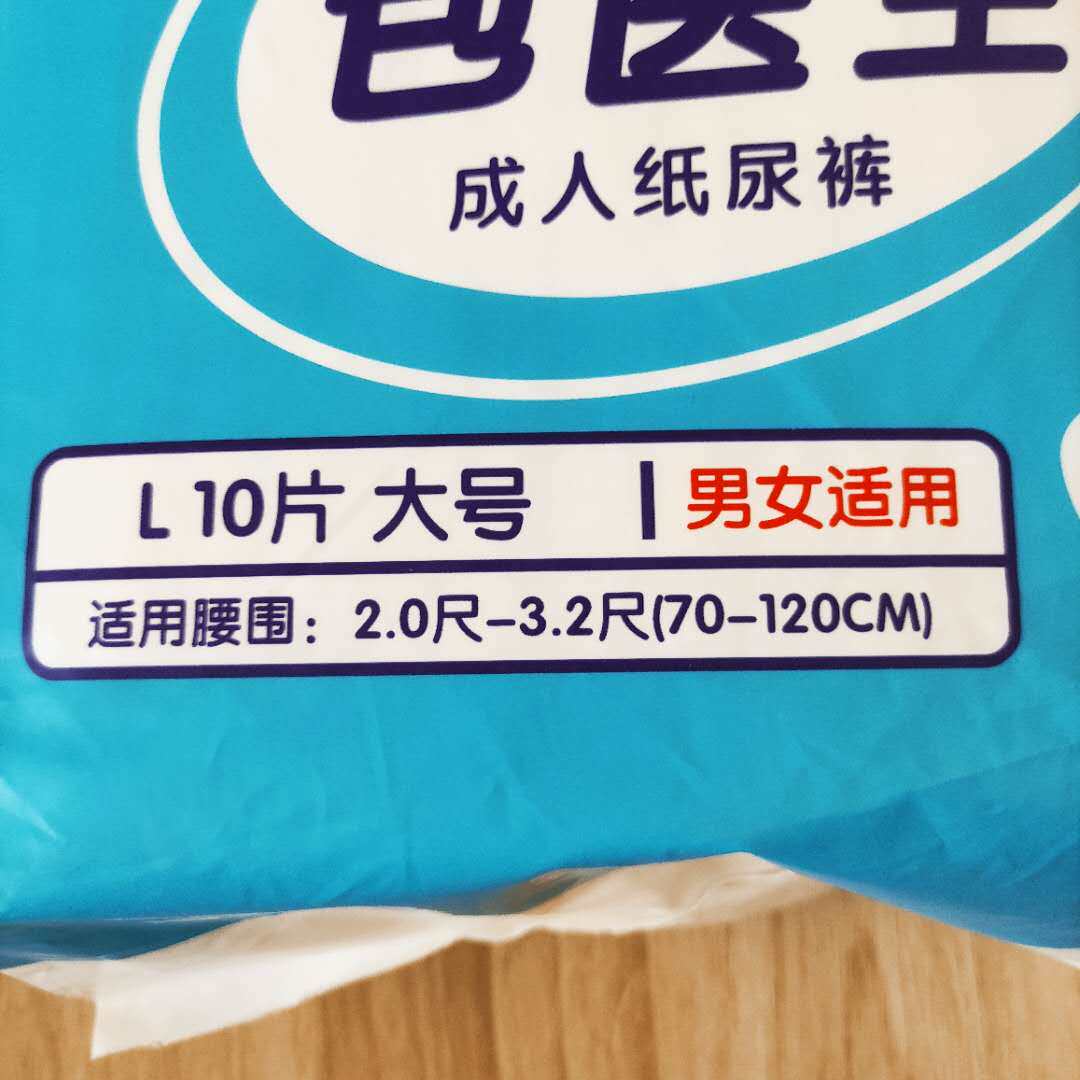 成人纸尿裤
L 10片 大号 | 男女适用
适用腰围：2.0尺-3.2尺(70-120CM)